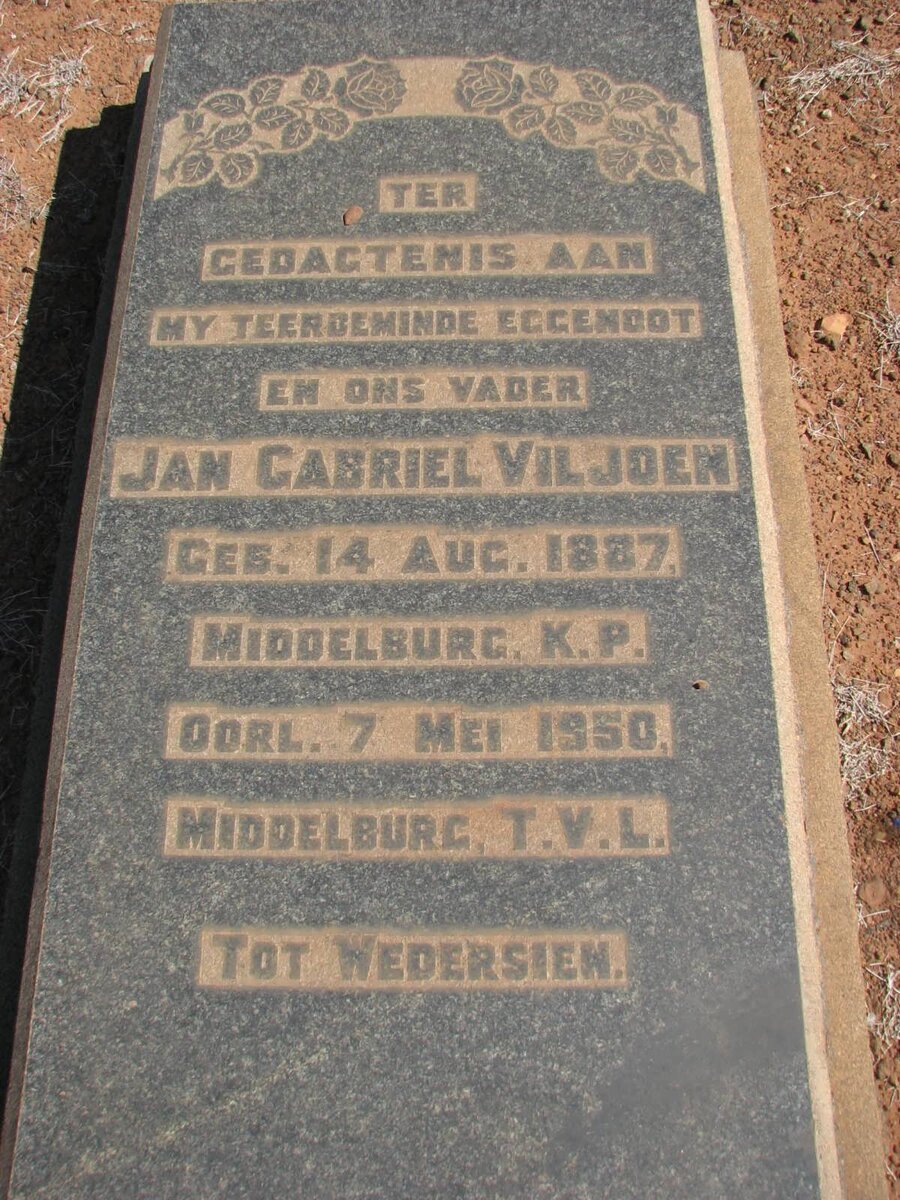 TER
GEDAGTENIS AAN
MY TEERBEMINDE EGGENOOT
EN ONS VADER
JAN GABRIEL VILJOEN
GEB. 14 AUG. 1887.
MIDDELBURG. K.P.
OORL. 7 MEI 1950.
MIDDELBURG. T.V.L.
TOT WEDERSIEN.